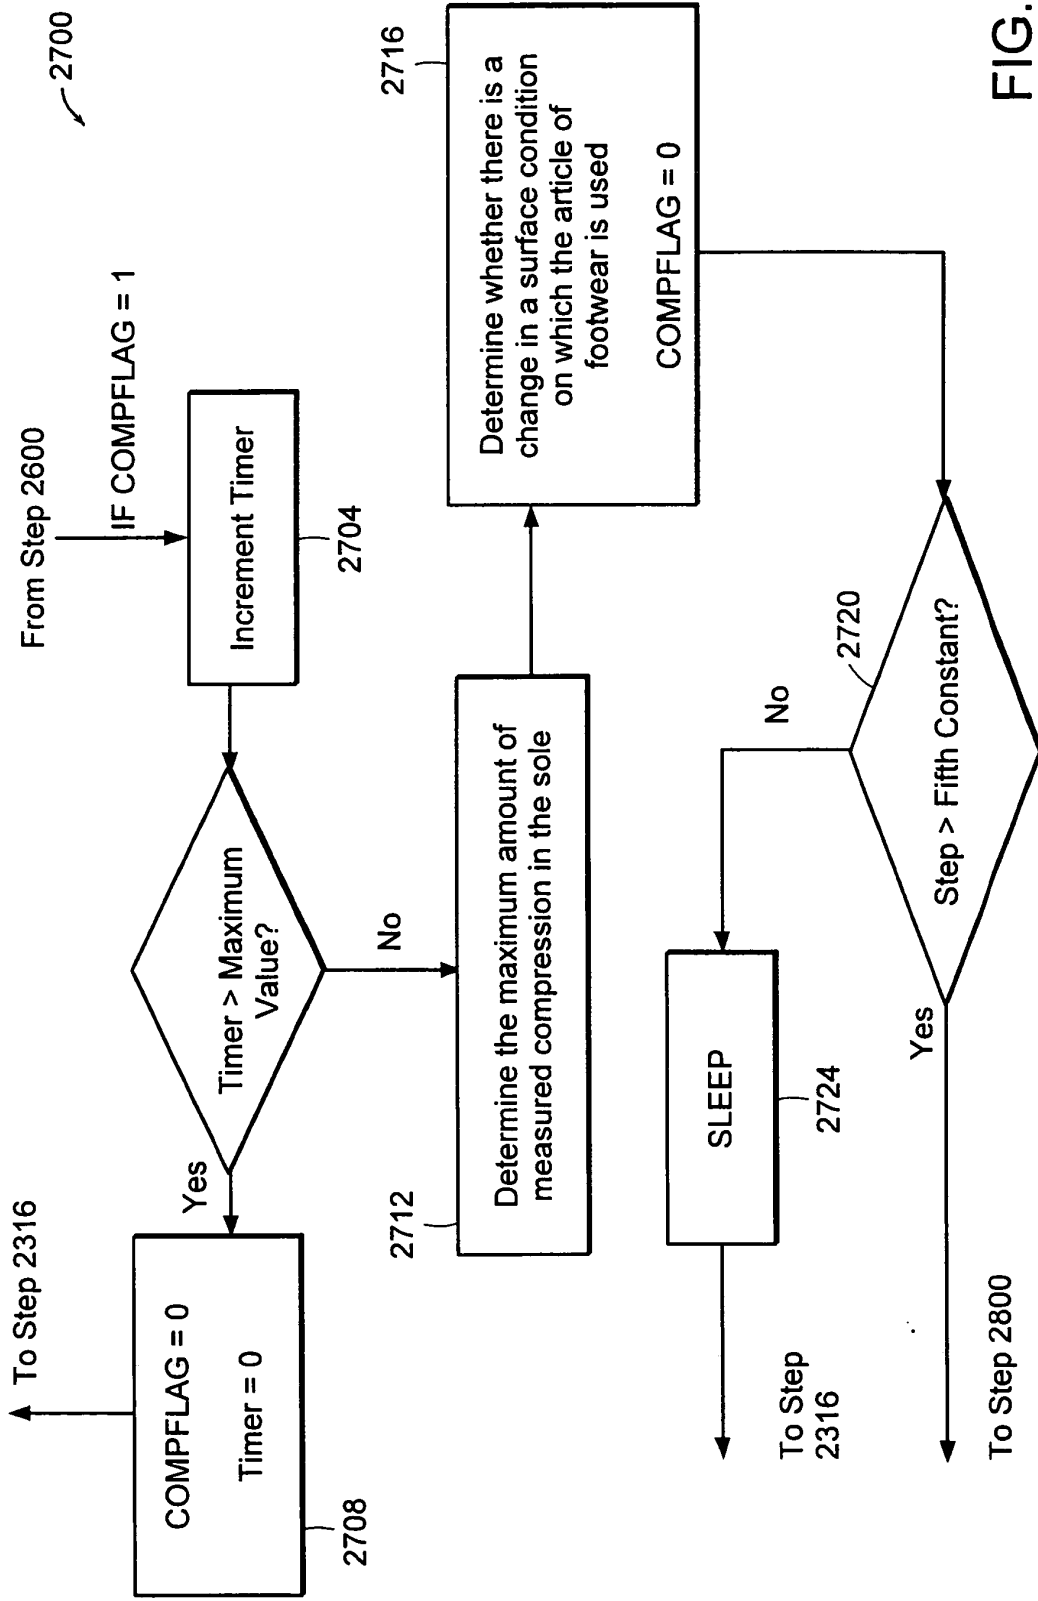 2700
From Step 2600
IF COMPFLAG = 1
Increment Timer
2704
Timer > Maximum
Value?
Yes
No
To Step 2316
COMPFLAG = 0
Timer = 0
2708
2712
Determine the maximum amount of
measured compression in the sole
2716
Determine whether there is a
change in a surface condition
on which the article of
footwear is used
COMPFLAG = 0
2720
Step > Fifth Constant?
No
Yes
SLEEP
2724
To Step
2316
To Step 2800
FIG.